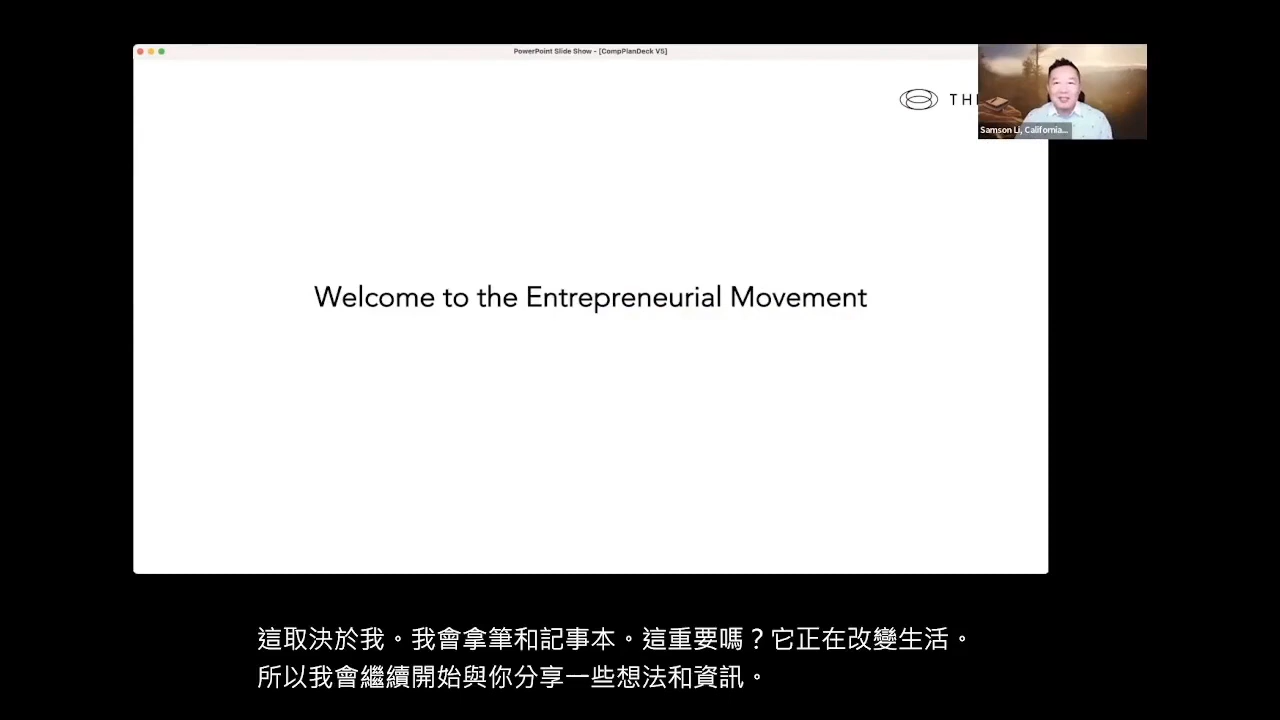 PowerPoint Slide Show - [CompPlanDeck V5]
THE
Samson Li, California...
Welcome to the Entrepreneurial Movement
這取決於我。我會拿筆和記事本。這重要嗎？它正在改變生活。
所以我會繼續開始與你分享一些想法和資訊。